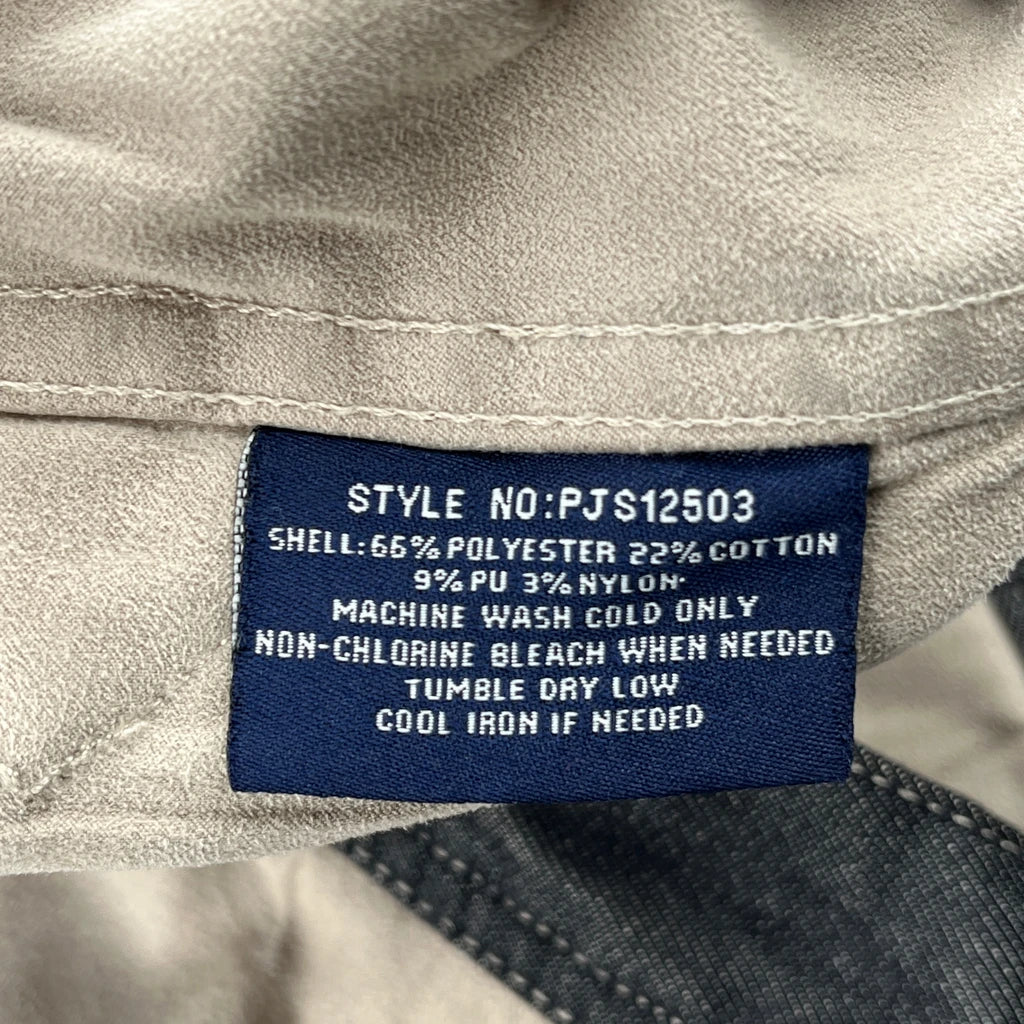 STYLE NO:PJS12503
SHELL:66% POLYESTER 22% COTTON
9% PU 3% NYLON
MACHINE WASH COLD ONLY
NON-CHLORINE BLEACH WHEN NEEDED
TUMBLE DRY LOW
COOL IRON IF NEEDED